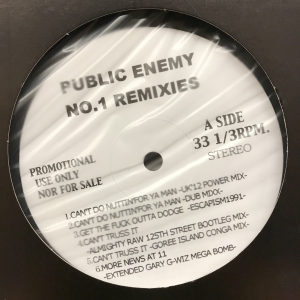 PUBLIC ENEMY
NO.1 REMIXIES
A SIDE
33 1/3RPM.
STEREO
PROMOTIONAL
USE ONLY
NOR FOR SALE
1.CAN'T DO NUTTIN'FOR YA MAN -UK'12 POWER MIX-
2.CAN'T DO NUTTIN'FOR YA MAN -DUB MIXX-
3.GET THE FUCK OUTTA DODGE -ESCAPISM1991-
4.CAN'T TRUSS IT
-ALMIGHTY RAW 125TH STREET BOOTLEG MIX-
5.CAN'T TRUSS IT -GOREE ISLAND CONGA MIX-
6.MORE NEWS AT 11
-EXTENDED GARY G-WIZ MEGA BOMB-